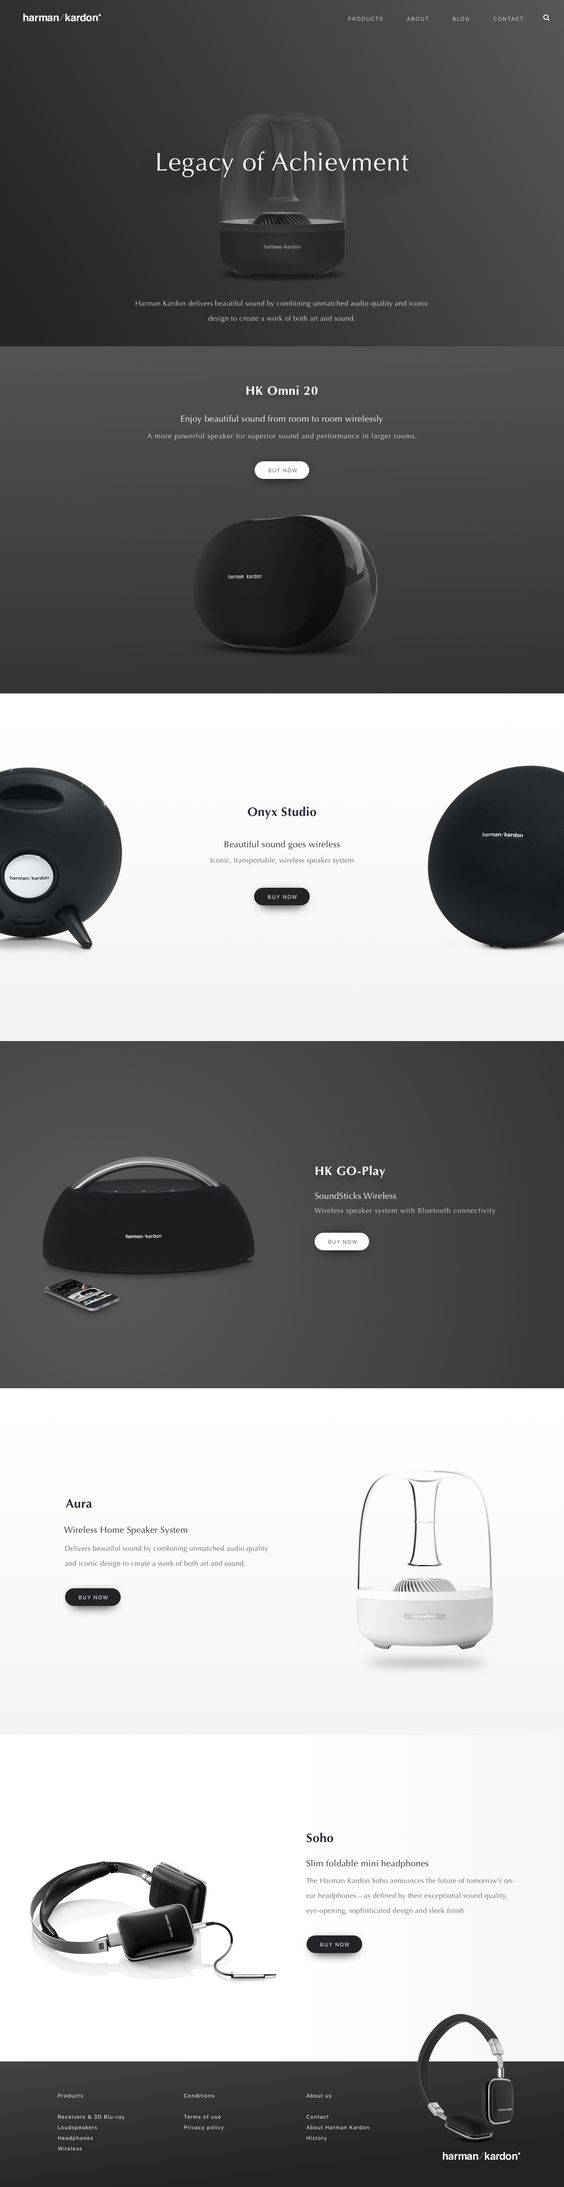 harman/kardon
PRODUCTS ABOUT BLOG CONTACT
Legacy of Achievment
harman/kardon
Harman Kardon delivers beautiful sound by combining unmatched audio quality and iconic
design to create a work of both art and sound.
HK Omni 20
Enjoy beautiful sound from room to room wirelessly
A more powerful speaker for superior sound and performance in larger rooms.
BUY NOW
harman kardon
Onyx Studio
Beautiful sound goes wireless
Iconic, transportable, wireless speaker system
BUY NOW
harman/kardon
harman/kardon
HK GO-Play
SoundSticks Wireless
Wireless speaker system with Bluetooth connectivity
BUY NOW
harman/kardon
Aura
Wireless Home Speaker System
Delivers beautiful sound by combining unmatched audio quality
and iconic design to create a work of both art and sound.
BUY NOW
harman/kardon
Soho
Slim foldable mini headphones
The Harman Kardon Soho announces the future of tomorrow's on-
ear headphones – as defined by their exceptional sound quality,
eye-opening, sophisticated design and sleek finish
BUY NOW
Products
Receivers & 3D Blu-ray
Loudspeakers
Headphones
Wireless
Conditions
Terms of use
Privacy policy
About us
Contact
About Harman Kardon
History
harman/kardon